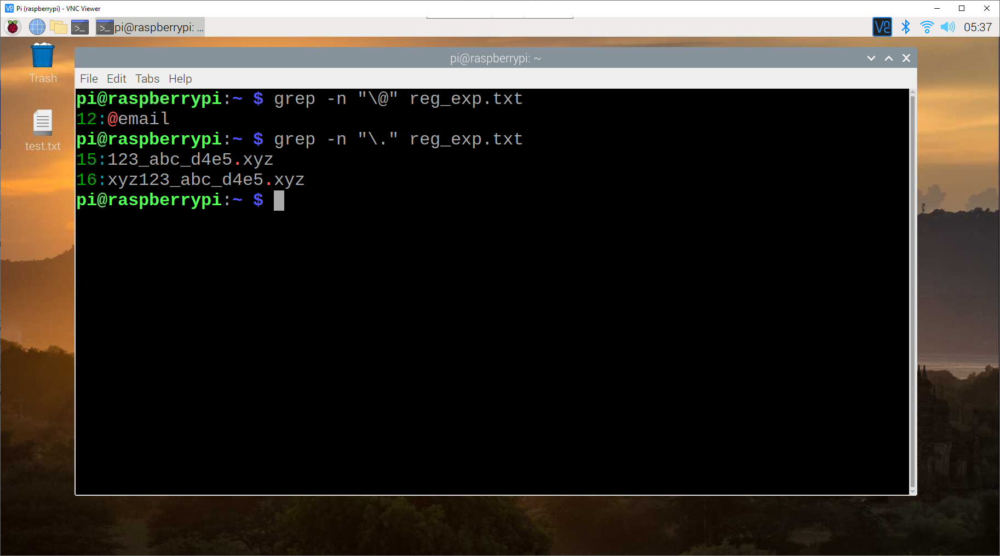 Pi (raspberrypi) - VNC Viewer
pi@raspberrypi: ...
05:37
Trash
test.txt
pi@raspberrypi: ~
File Edit Tabs Help
pi@raspberrypi:~ $ grep -n "\@" reg_exp.txt
12:@email
pi@raspberrypi:~ $ grep -n "\." reg_exp.txt
15:123_abc_d4e5.xyz
16:xyz123_abc_d4e5.xyz
pi@raspberrypi:~ $